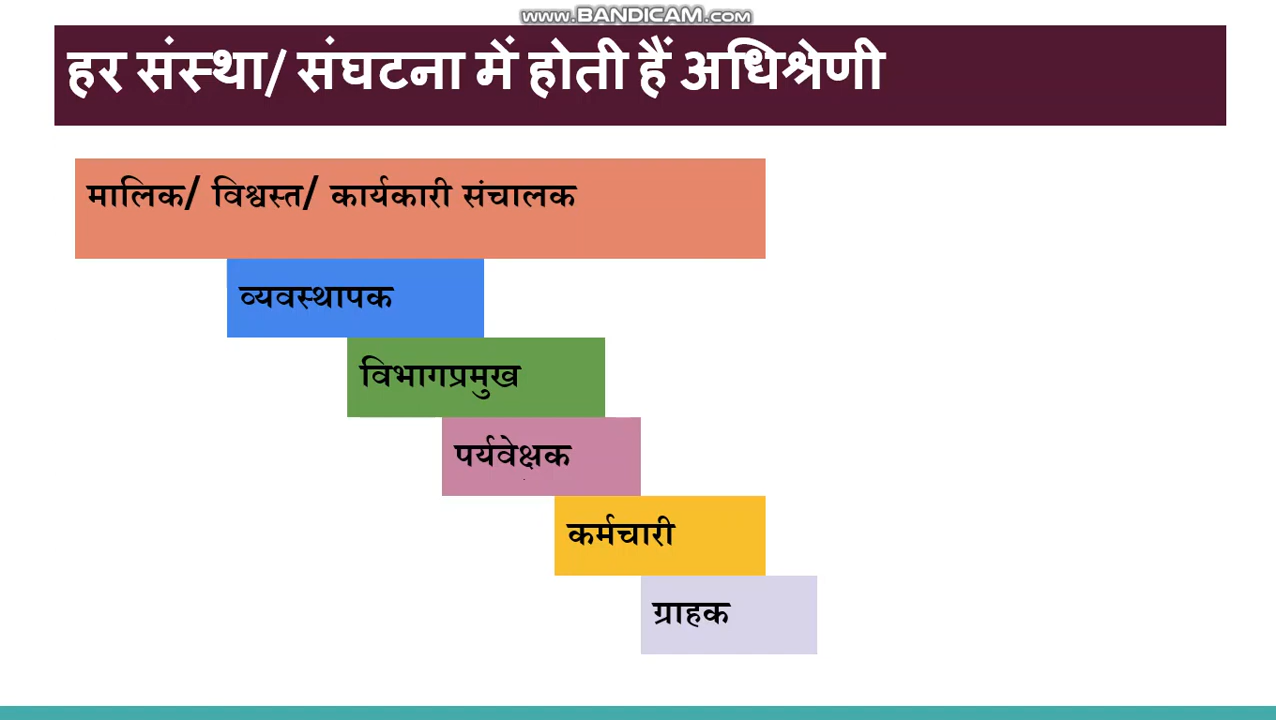 www.BANDICAM.com
हर संस्था/ संघटना में होती हैं अधिश्रेणी
मालिक/ विश्वस्त/ कार्यकारी संचालक
व्यवस्थापक
विभागप्रमुख
पर्यवेक्षक
कर्मचारी
ग्राहक